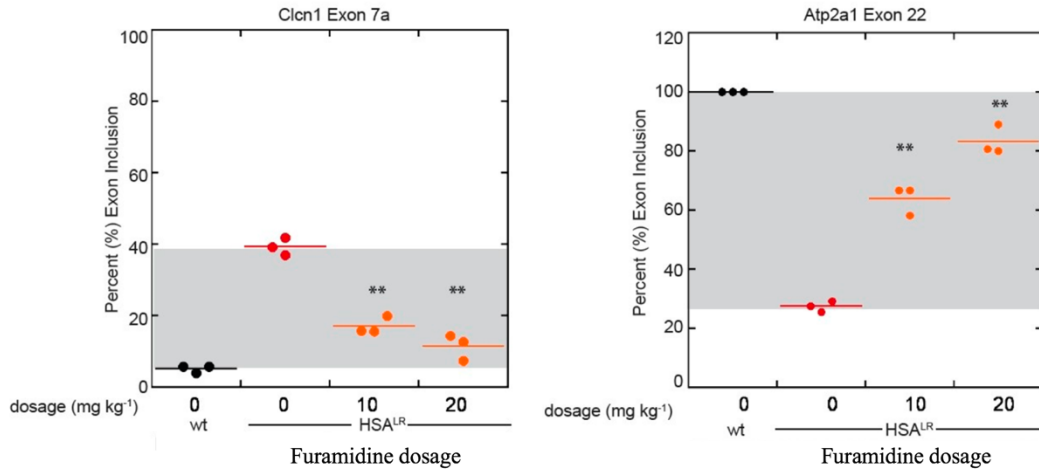 Clcn1 Exon 7a
Percent (%) Exon Inclusion
100
80
60
40
20
0
** **
dosage (mg kg⁻¹) 0 0 10 20
wt HSAᴸᴿ
Furamidine dosage
Atp2a1 Exon 22
Percent (%) Exon Inclusion
120
100
80
60
40
20
0
**
**
dosage (mg kg⁻¹) 0 0 10 20
wt HSAᴸᴿ
Furamidine dosage